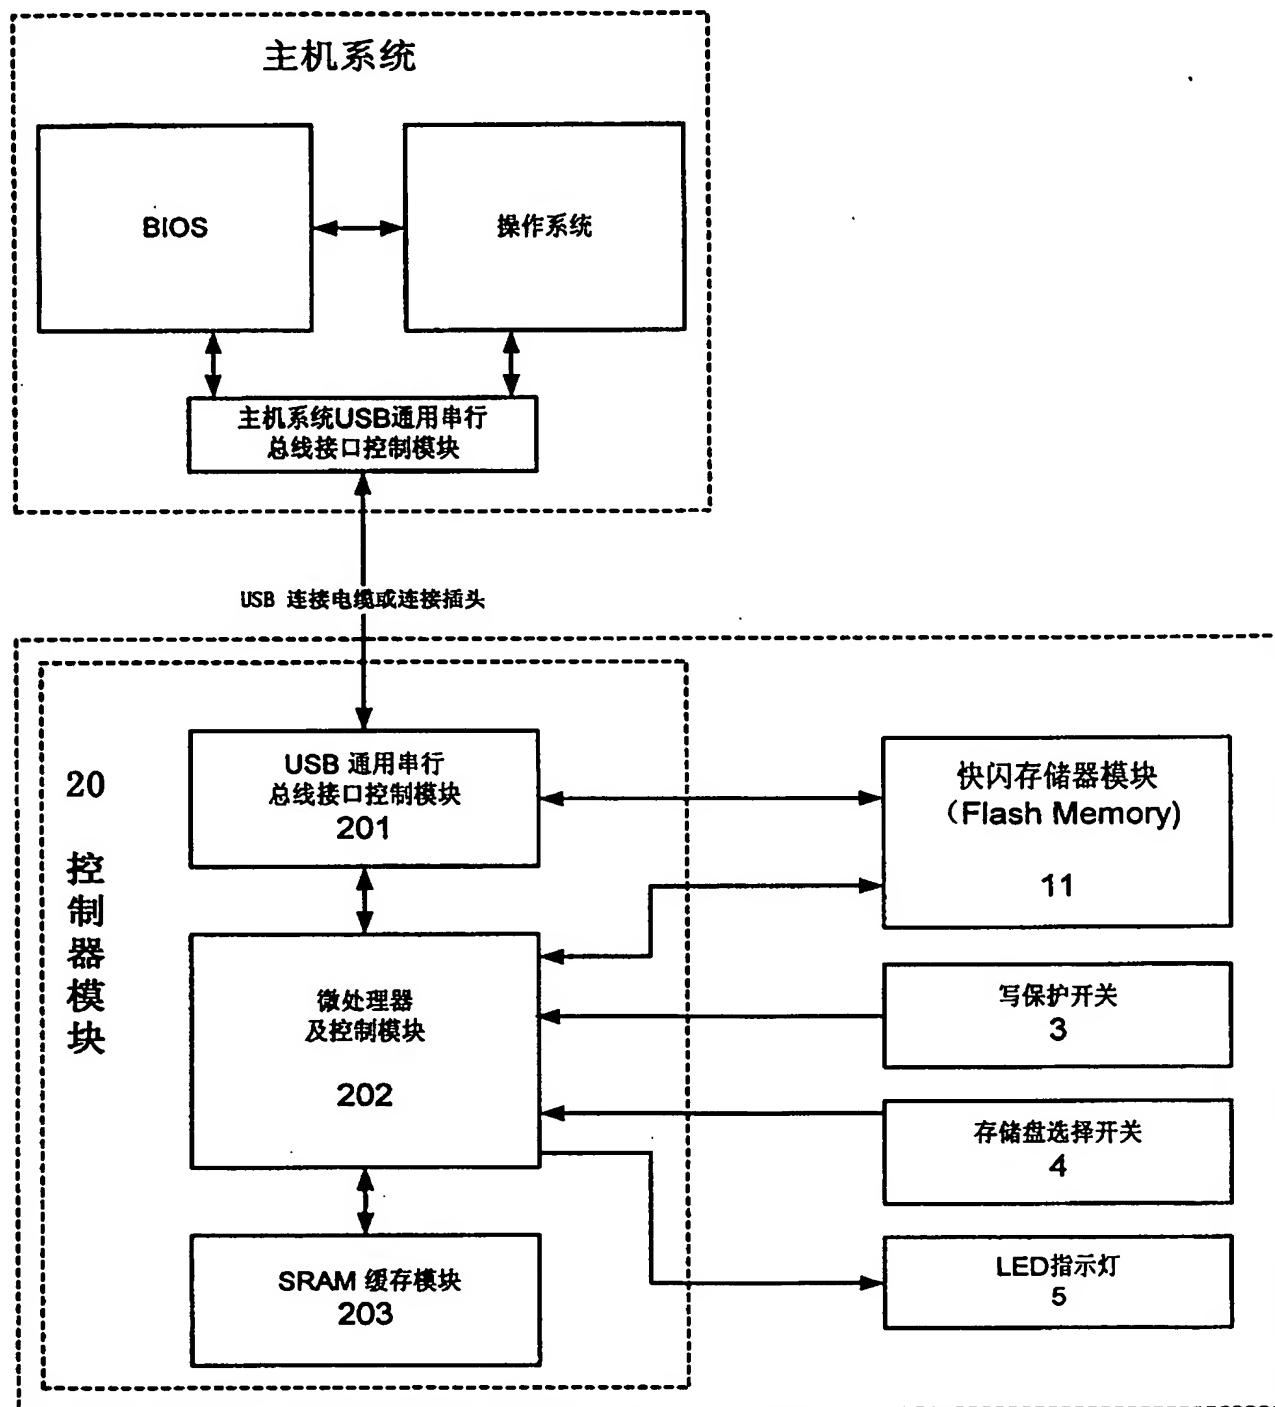 主机系统
BIOS
操作系统
主机系统USB通用串行
总线接口控制模块
USB 连接电缆或连接插头
20
控制器模块
USB 通用串行
总线接口控制模块
201
快闪存储器模块
（Flash Memory)
11
微处理器
及控制模块
202
写保护开关
3
存储盘选择开关
4
SRAM 缓存模块
203
LED指示灯
5